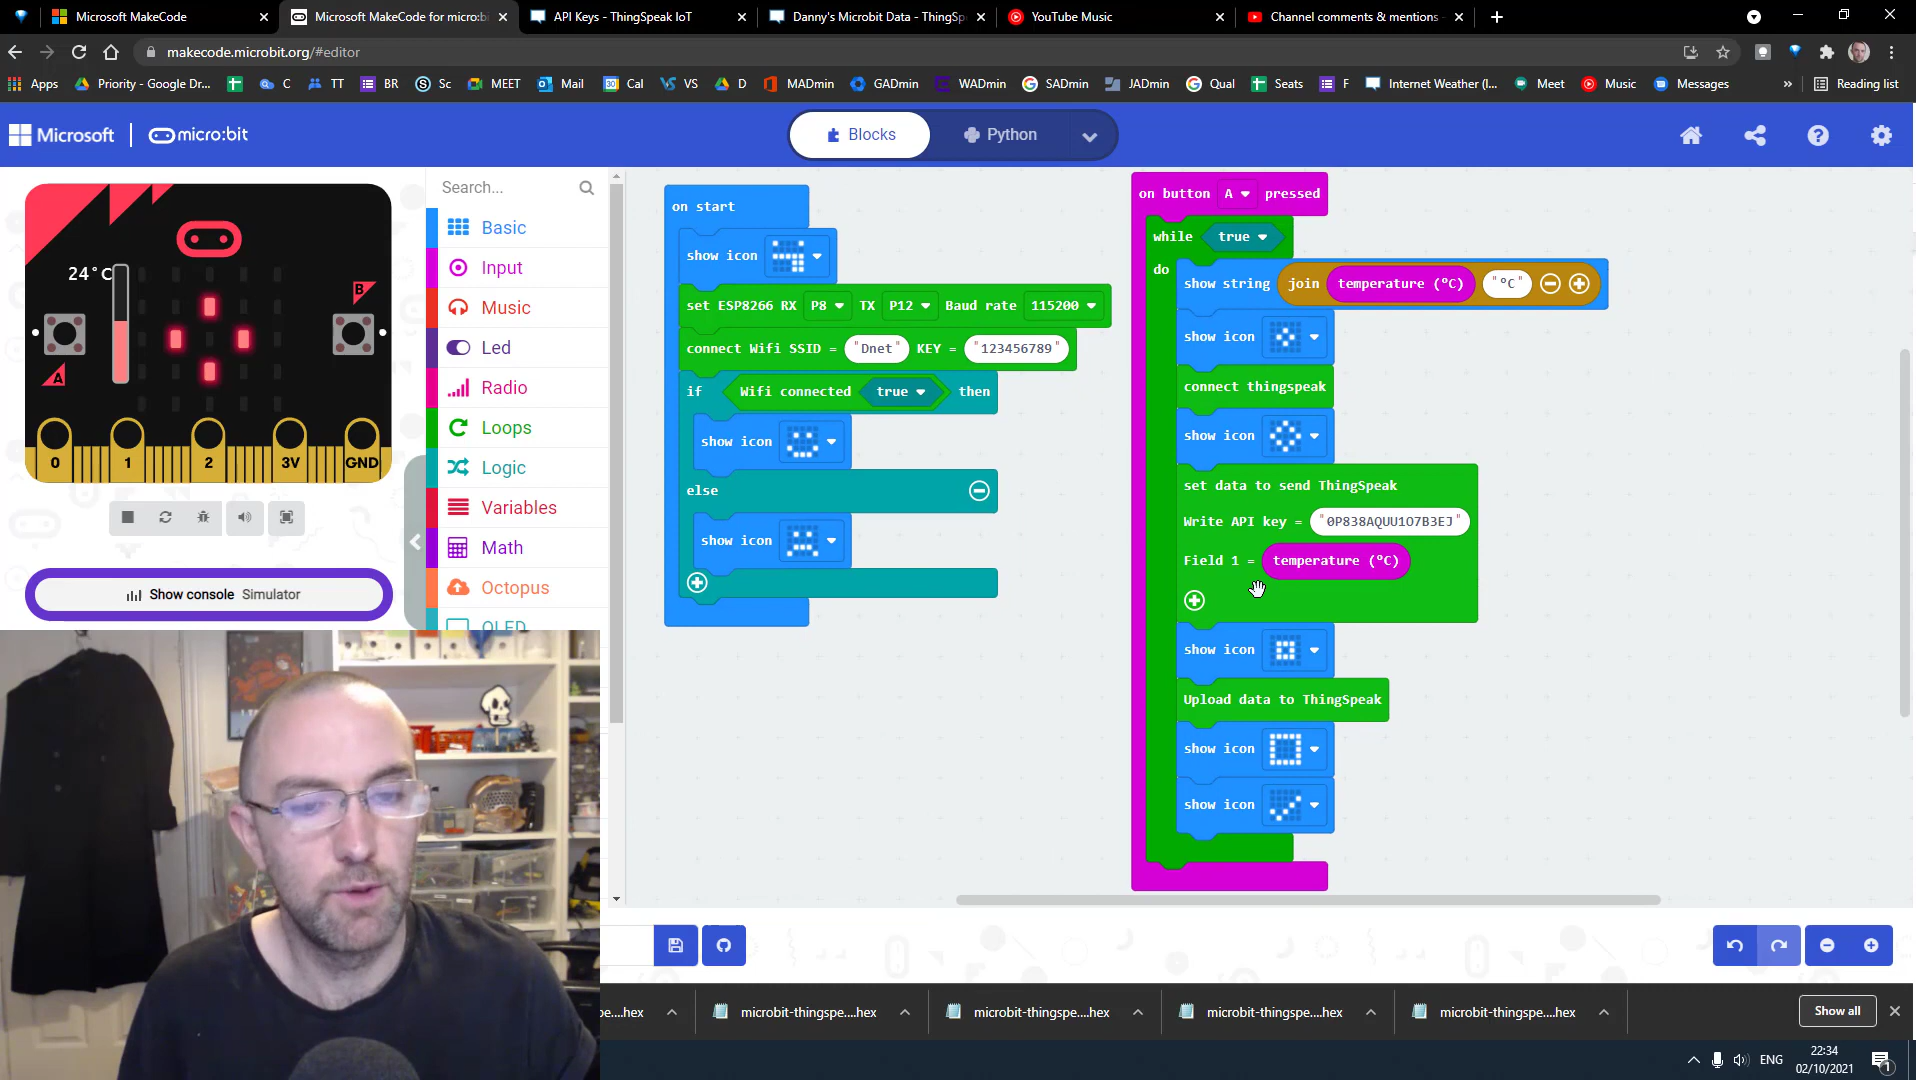 Microsoft MakeCode
Microsoft MakeCode for micro:bi
API Keys - ThingSpeak IoT
Danny's Microbit Data - ThingSp
YouTube Music
Channel comments & mentions -
makecode.microbit.org/#editor
Apps
Priority - Google Dr...
C
TT
BR
Sc
MEET
Mail
Cal
VS
D
MAdmin
GAdmin
WAdmin
SAdmin
JAdmin
Qual
Seats
F
Internet Weather (I...
Meet
Music
Messages
»
Reading list
Microsoft
micro:bit
Blocks
Python
24°C
A
B
0
1
2
3V
GND
Show console Simulator
Search...
Basic
Input
Music
Led
Radio
Loops
Logic
Variables
Math
Octopus
OLED
on start
show icon
set ESP8266 RX P8 TX P12 Baud rate 115200
connect Wifi SSID = "Dnet" KEY = "123456789"
if Wifi connected true then
show icon
else
show icon
on button A pressed
while true
do
show string join temperature (°C) "°C"
show icon
connect thingspeak
show icon
set data to send ThingSpeak
Write API key = "0P838AQUU1O7B3EJ"
Field 1 = temperature (°C)
show icon
Upload data to ThingSpeak
show icon
show icon
pe....hex
microbit-thingspe....hex
microbit-thingspe....hex
microbit-thingspe....hex
microbit-thingspe....hex
Show all
ENG
22:34
02/10/2021
1